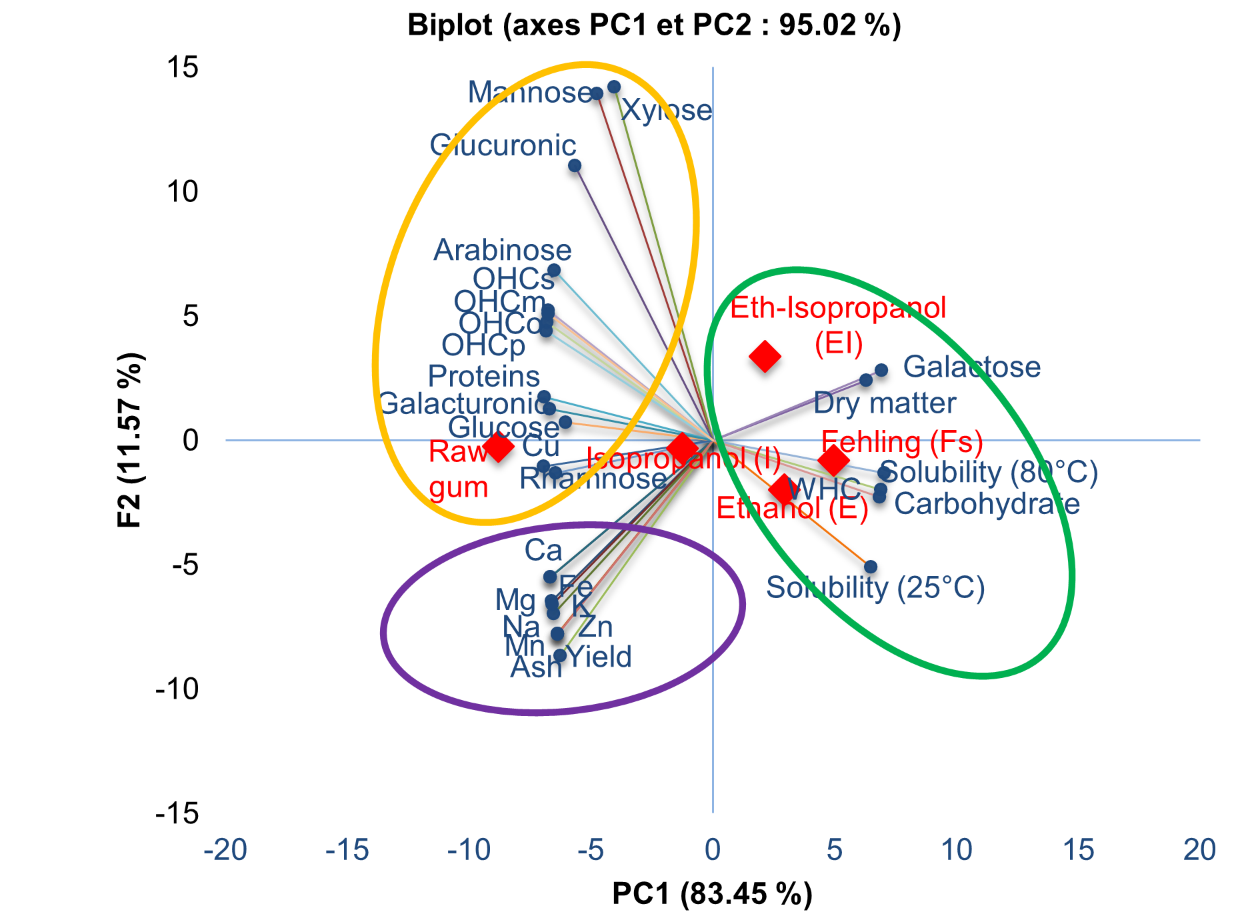 Biplot (axes PC1 et PC2 : 95.02 %)
15
Mannose
Xylose
Glucuronic
10
Arabinose
OHCs
OHCm
5
Eth-Isopropanol
(EI)
OHCo
OHCp
Galactose
Proteins
Dry matter
Galacturonic
Glucose
0
Fehling (Fs)
Raw
gum
Cu
Isopropanol (I)
Solubility (80°C)
Rhamnose
WHC
Carbohydrate
Ethanol (E)
Ca
-5
Fe
Solubility (25°C)
Mg
K
Na
Zn
Mn
Yield
Ash
-10
-15
F2 (11.57 %)
-20
-15
-10
-5
0
5
10
15
20
PC1 (83.45 %)